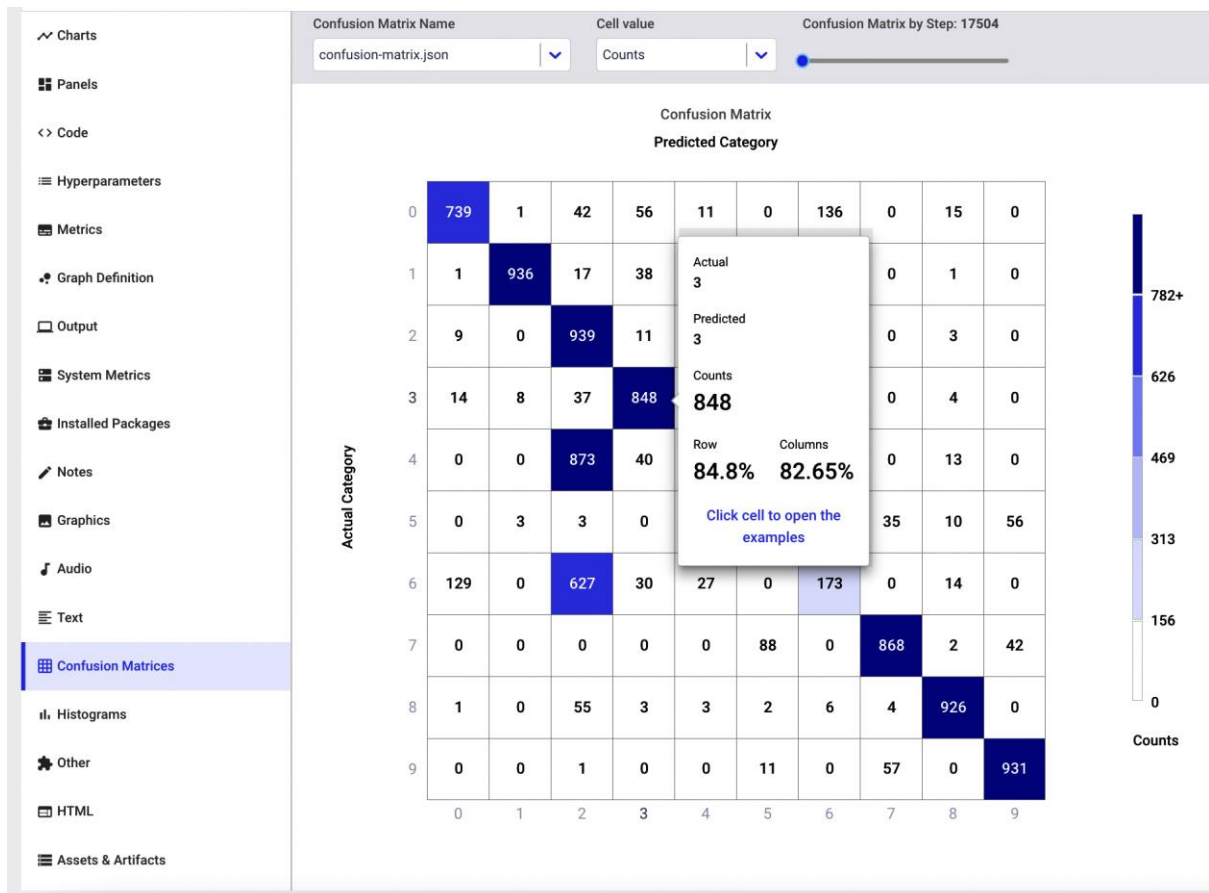 Charts
Panels
<> Code
Hyperparameters
Metrics
Graph Definition
Output
System Metrics
Installed Packages
Notes
Graphics
Audio
Text
Confusion Matrices
Histograms
Other
HTML
Assets & Artifacts
Confusion Matrix Name
confusion-matrix.json
Cell value
Counts
Confusion Matrix by Step: 17504
Confusion Matrix
Predicted Category
Actual Category
0 739 1 42 56 11 0 136 0 15 0
1 1 936 17 38 0 1 0
2 9 0 939 11 0 3 0
3 14 8 37 848 0 4 0
4 0 0 873 40 0 13 0
5 0 3 3 0 35 10 56
6 129 0 627 30 27 0 173 0 14 0
7 0 0 0 0 0 88 0 868 2 42
8 1 0 55 3 3 2 6 4 926 0
9 0 0 1 0 0 11 0 57 0 931
0 1 2 3 4 5 6 7 8 9
Actual
3
Predicted
3
Counts
848
Row Columns
84.8% 82.65%
Click cell to open the
examples
782+
626
469
313
156
0
Counts